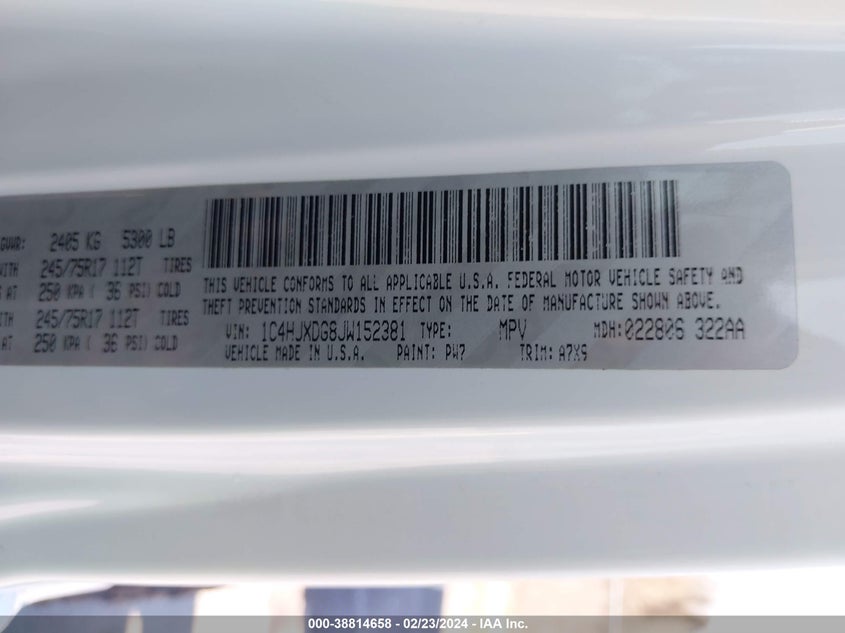 GVWR: 2405 KG 5300 LB
WITH 245/75R17 112T TIRES
AT 250 KPA ( 36 PSI) COLD
245/75R17 112T TIRES
AT 250 KPA ( 36 PSI) COLD
THIS VEHICLE CONFORMS TO ALL APPLICABLE U.S.A. FEDERAL MOTOR VEHICLE SAFETY AND
THEFT PREVENTION STANDARDS IN EFFECT ON THE DATE OF MANUFACTURE SHOWN ABOVE.
VIN: 1C4HJXDG8JW152381 TYPE: MPV MDH:022806 322AA
VEHICLE MADE IN U.S.A. PAINT: PW7 TRIM: A7X9
000-38814658 - 02/23/2024 - IAA Inc.